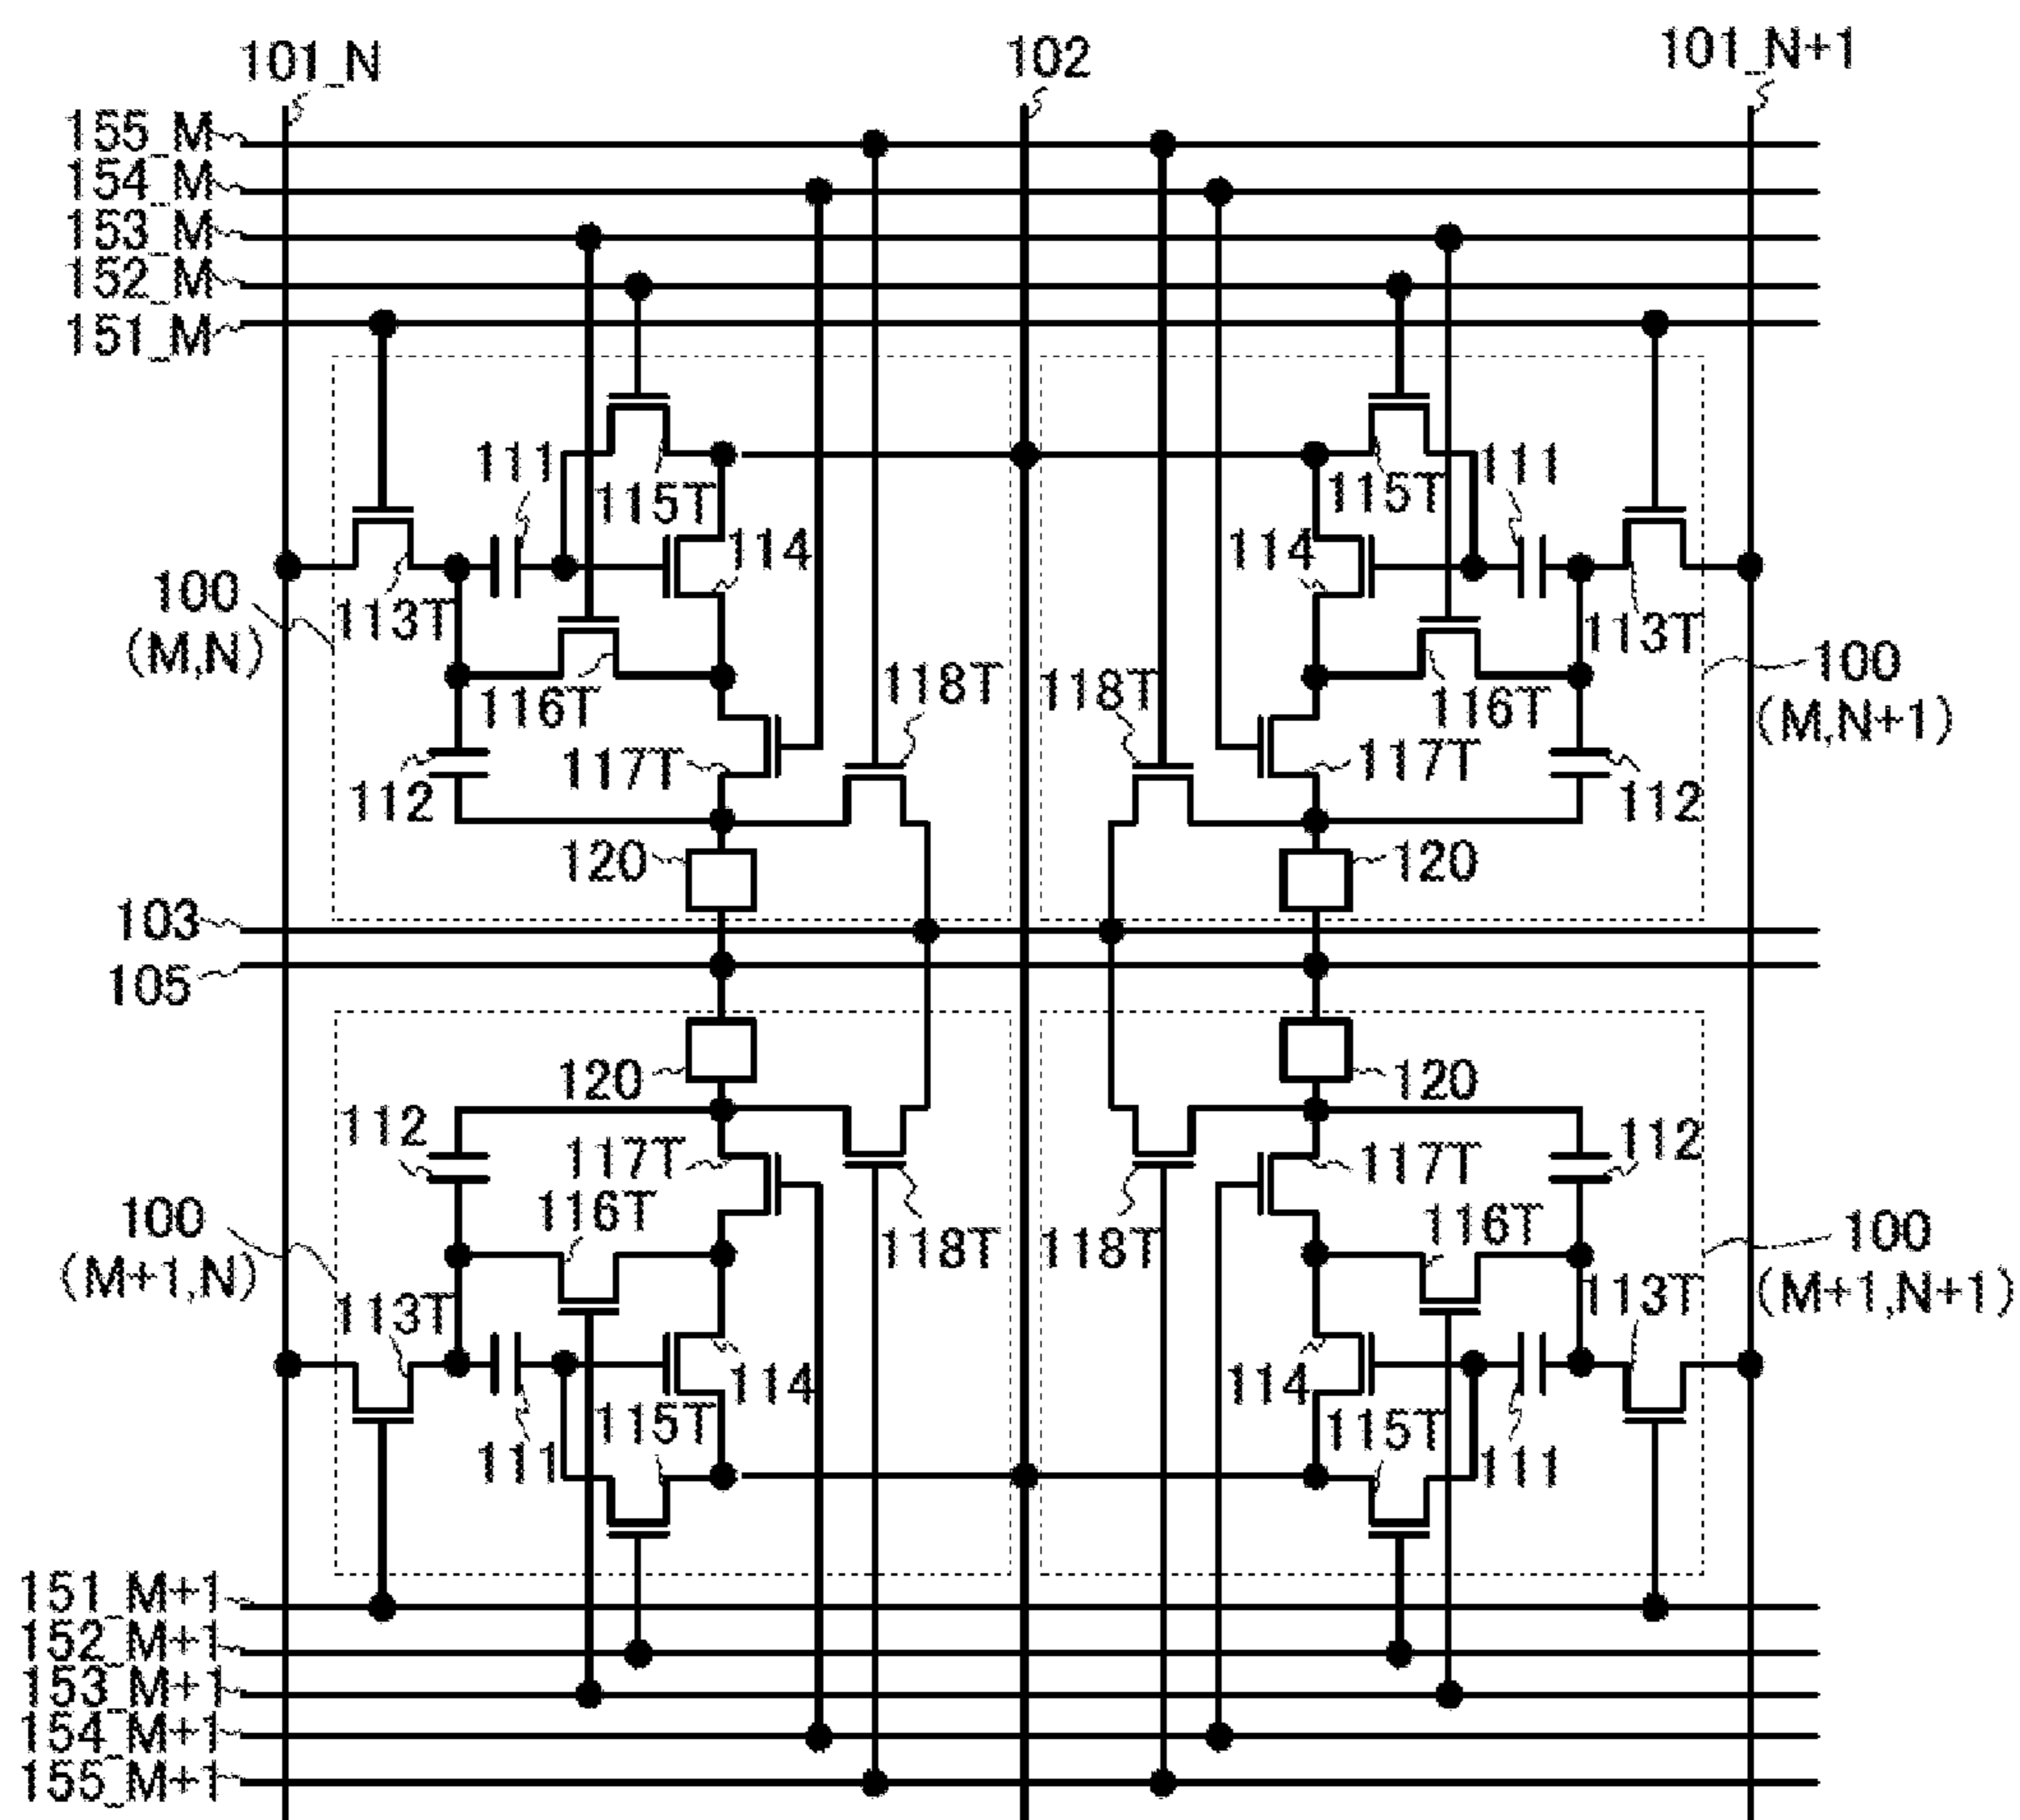 101_N 102 101_N+1
155_M
154_M
153_M
152_M
151_M
111 115T 115T 111
114 114
100
(M,N)
113T 113T
116T 118T 118T 116T
100
(M,N+1)
112 117T 117T 112
120 120
103
105
120 120
112 117T 117T 112
116T 116T
100
(M+1,N)
118T 118T
100
(M+1,N+1)
113T 113T
114 114
111 115T 115T 111
151_M+1
152_M+1
153_M+1
154_M+1
155_M+1